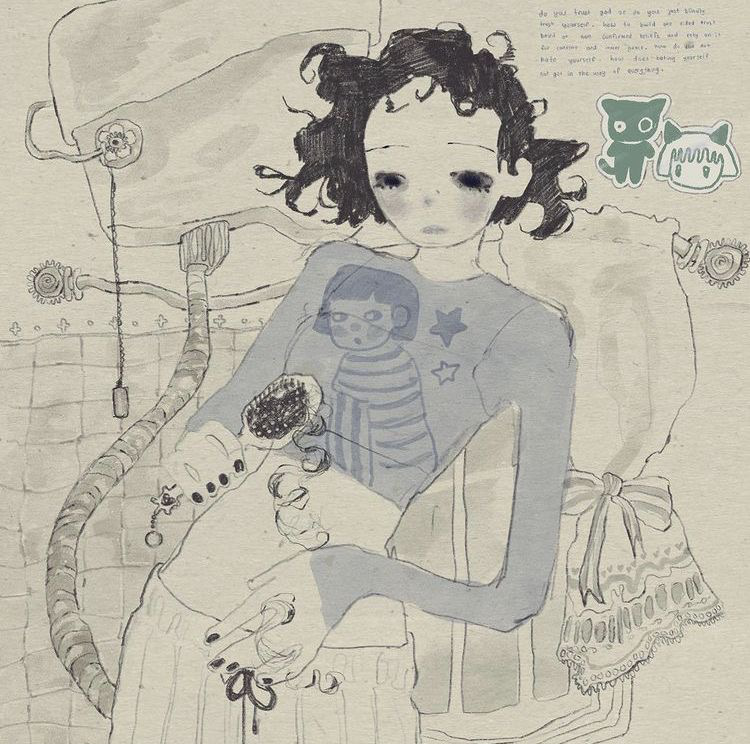 do you trust god or do you just blindly
trust yourself. how to build one sided trust
based on non confirmed beliefs and rely on it
for comfort and inner peace. how do you not
hate yourself. how does hating yourself
not get in the way of everything.